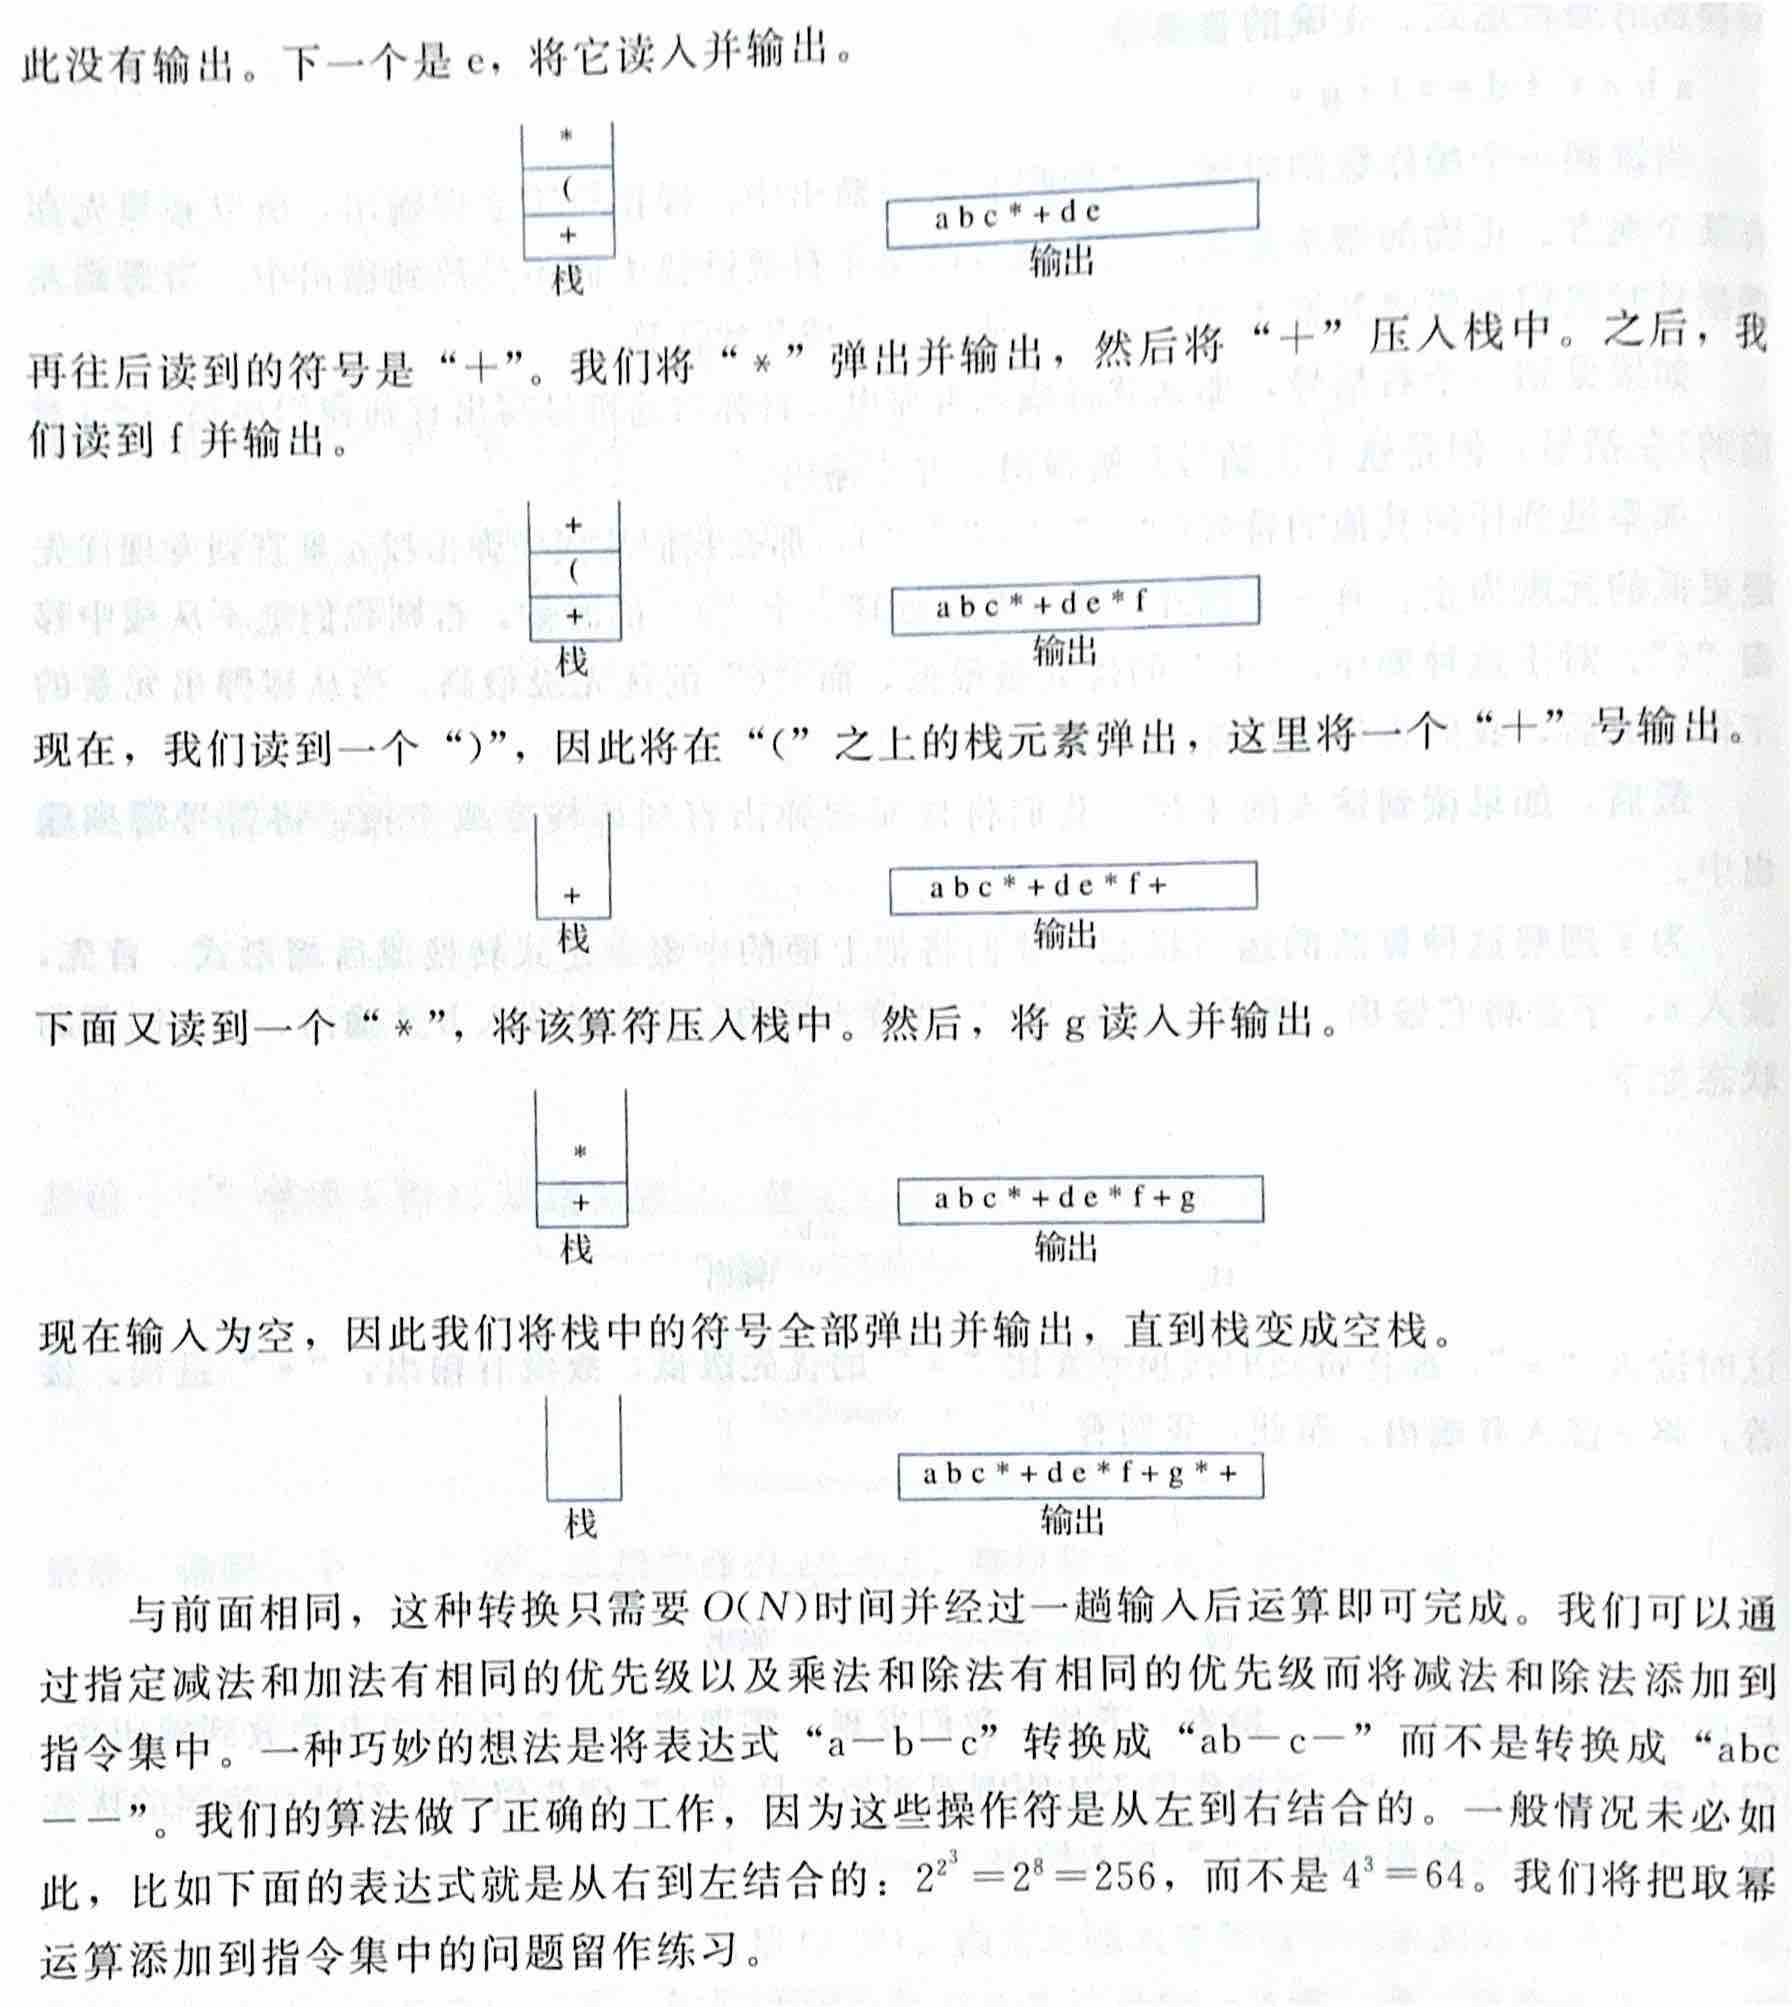 此没有输出。下一个是 e，将它读入并输出。
*
(
+
栈
a b c * + d e
输出
再往后读到的符号是“＋”。我们将“*”弹出并输出，然后将“＋”压入栈中。之后，我
们读到 f 并输出。
+
(
+
栈
a b c * + d e * f
输出
现在，我们读到一个“)”，因此将在“(”之上的栈元素弹出，这里将一个“＋”号输出。
+
栈
a b c * + d e * f +
输出
下面又读到一个“*”，将该算符压入栈中。然后，将 g 读入并输出。
*
+
栈
a b c * + d e * f + g
输出
现在输入为空，因此我们将栈中的符号全部弹出并输出，直到栈变成空栈。
栈
a b c * + d e * f + g * +
输出
与前面相同，这种转换只需要 O(N)时间并经过一趟输入后运算即可完成。我们可以通
过指定减法和加法有相同的优先级以及乘法和除法有相同的优先级而将减法和除法添加到
指令集中。一种巧妙的想法是将表达式“a－b－c”转换成“ab－c－”而不是转换成“abc
－－”。我们的算法做了正确的工作，因为这些操作符是从左到右结合的。一般情况未必如
此，比如下面的表达式就是从右到左结合的：2^{2^3}＝2^8＝256，而不是 4^3＝64。我们将把取幂
运算添加到指令集中的问题留作练习。